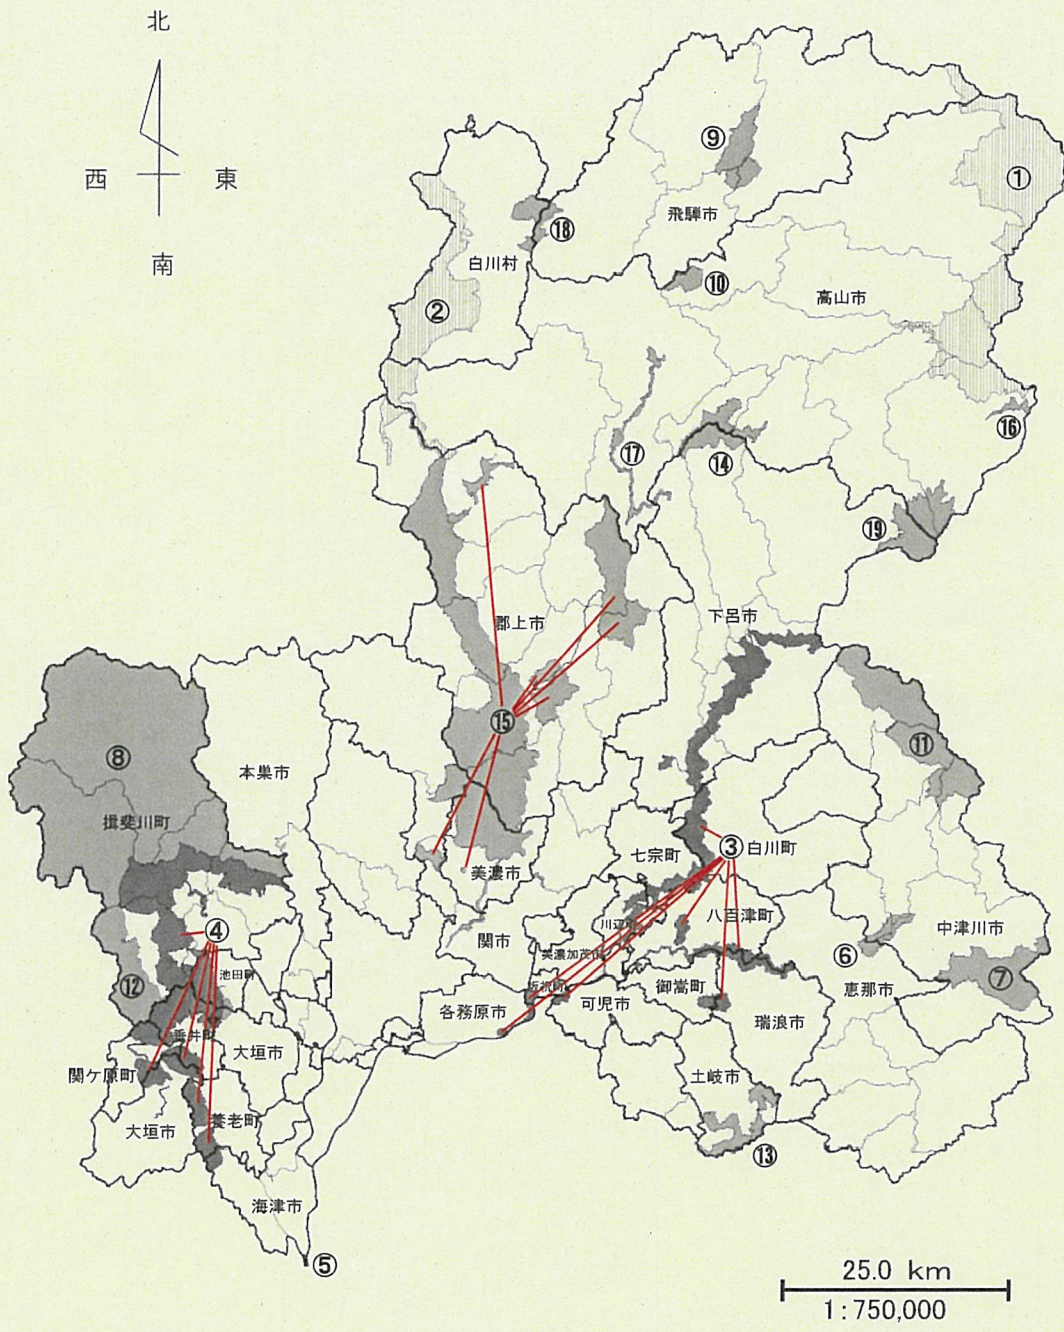 北
西
東
南
①
⑨
飛騨市
⑱
白川村
⑩
②
高山市
⑯
⑰
⑭
⑲
郡上市
下呂市
⑮
⑪
⑧
本巣市
揖斐川町
③
白川町
七宗町
美濃市
八百津町
川辺町
中津川市
④
関市
美濃加茂市
⑥
池田町
⑦
⑫
坂祝町
御嵩町
恵那市
各務原市
可児市
瑞浪市
垂井町
大垣市
関ケ原町
土岐市
養老町
大垣市
⑬
海津市
⑤
25.0 km
1:750,000